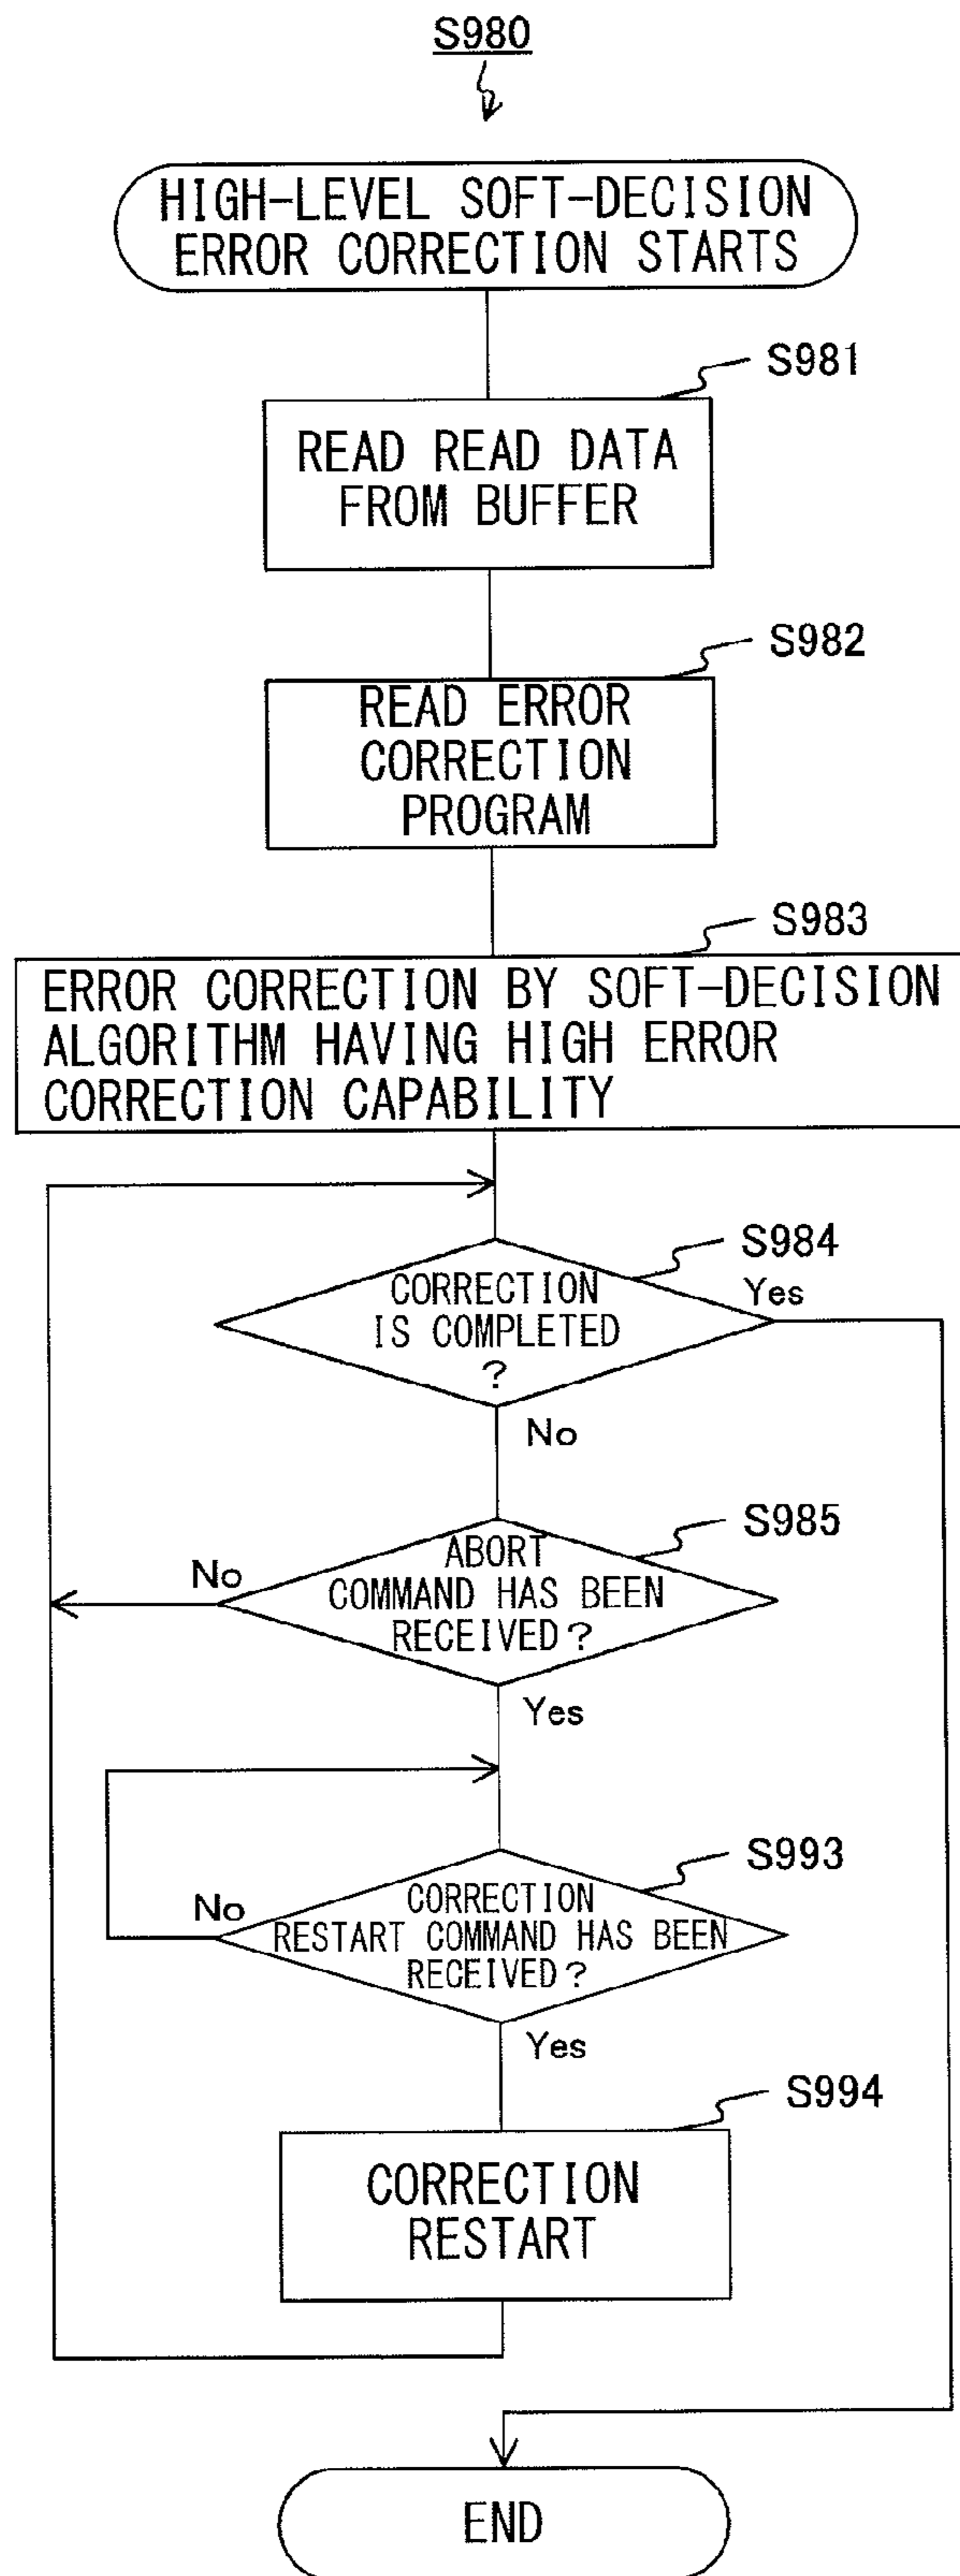 S980
HIGH-LEVEL SOFT-DECISION
ERROR CORRECTION STARTS
S981
READ READ DATA
FROM BUFFER
S982
READ ERROR
CORRECTION
PROGRAM
S983
ERROR CORRECTION BY SOFT-DECISION
ALGORITHM HAVING HIGH ERROR
CORRECTION CAPABILITY
S984
CORRECTION
IS COMPLETED
?
Yes
No
S985
ABORT
COMMAND HAS BEEN
RECEIVED?
No
Yes
S993
CORRECTION
RESTART COMMAND HAS BEEN
RECEIVED?
No
Yes
S994
CORRECTION
RESTART
END